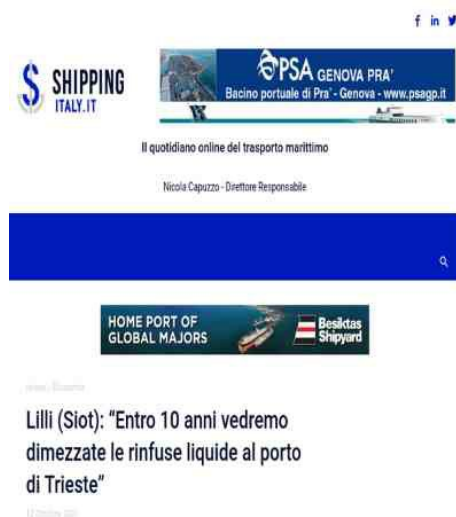 f in
SHIPPING
ITALY.IT
PSA GENOVA PRA'
Bacino portuale di Pra' - Genova - www.psagp.it
Il quotidiano online del trasporto marittimo
Nicola Capuzzo - Direttore Responsabile
HOME PORT OF
GLOBAL MAJORS
Besiktas
Shipyard
Lilli (Siot): “Entro 10 anni vedremo
dimezzate le rinfuse liquide al porto
di Trieste”